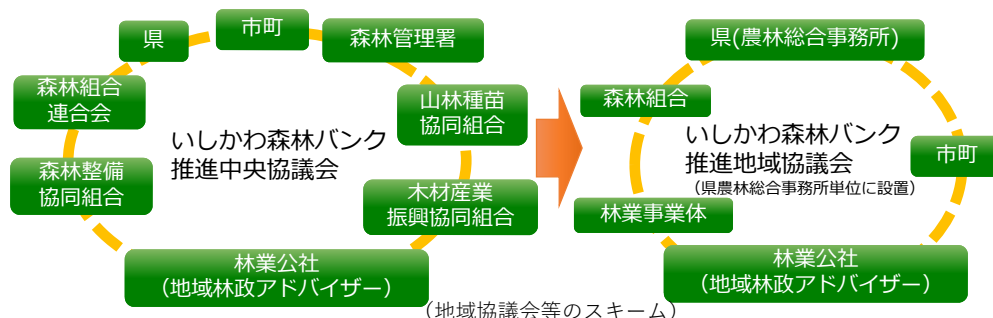 市町
県
森林管理署
森林組合
連合会
山林種苗
協同組合
いしかわ森林バンク
推進中央協議会
森林整備
協同組合
木材産業
振興協同組合
林業公社
（地域林政アドバイザー）
県(農林総合事務所)
森林組合
いしかわ森林バンク
推進地域協議会
（県農林総合事務所単位に設置）
市町
林業事業体
林業公社
（地域林政アドバイザー）
（地域協議会等のスキーム）